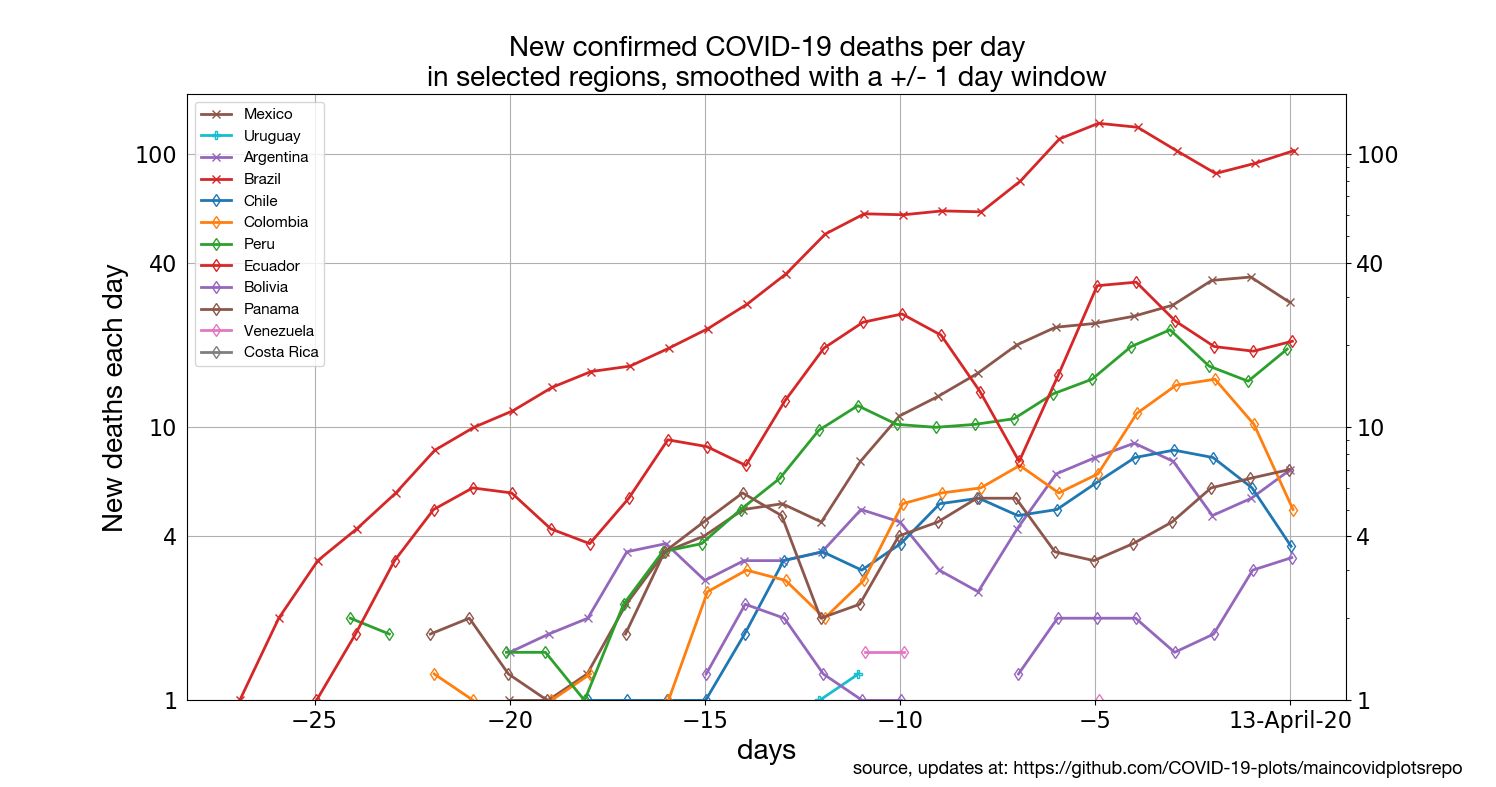 New confirmed COVID-19 deaths per day
in selected regions, smoothed with a +/- 1 day window
Mexico
Uruguay
Argentina
Brazil
Chile
Colombia
Peru
Ecuador
Bolivia
Panama
Venezuela
Costa Rica
New deaths each day
100
40
10
4
1
100
40
10
4
1
−25
−20
−15
−10
−5
13-April-20
days
source, updates at: https://github.com/COVID-19-plots/maincovidplotsrepo